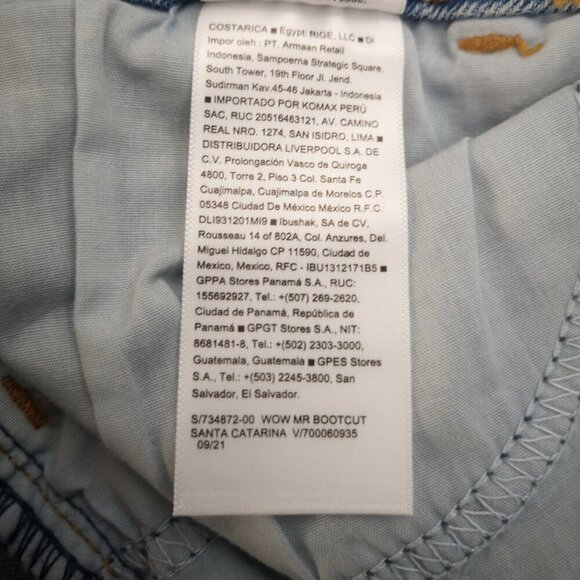 COSTARICA ■ Egypt: RIGE, LLC ■ Di
Impor oleh : PT. Armaan Retail
Indonesia, Sampoerna Strategic Square,
South Tower, 19th Floor Jl. Jend.
Sudirman Kav.45-46 Jakarta - Indonesia
■ IMPORTADO POR KOMAX PERÚ
SAC, RUC 20516463121, AV. CAMINO
REAL NRO. 1274, SAN ISIDRO, LIMA ■
DISTRIBUIDORA LIVERPOOL S.A. DE
C.V. Prolongación Vasco de Quiroga
4800, Torre 2, Piso 3 Col. Santa Fe
Cuajimalpa, Cuajimalpa de Morelos C.P.
05348 Ciudad De México México R.F.C.
DLI931201MI9 ■ Ibushak, SA de CV,
Rousseau 14 of 802A, Col. Anzures, Del.
Miguel Hidalgo CP 11590, Ciudad de
Mexico, Mexico, RFC - IBU1312171B5 ■
GPPA Stores Panamá S.A., RUC:
155692927, Tel.: +(507) 269-2620,
Ciudad de Panamá, República de
Panamá ■ GPGT Stores S.A., NIT:
8681481-8, Tel.: +(502) 2303-3000,
Guatemala, Guatemala ■ GPES Stores
S.A., Tel.: +(503) 2245-3800, San
Salvador, El Salvador.
S/734872-00 WOW MR BOOTCUT
SANTA CATARINA V/700060935
09/21